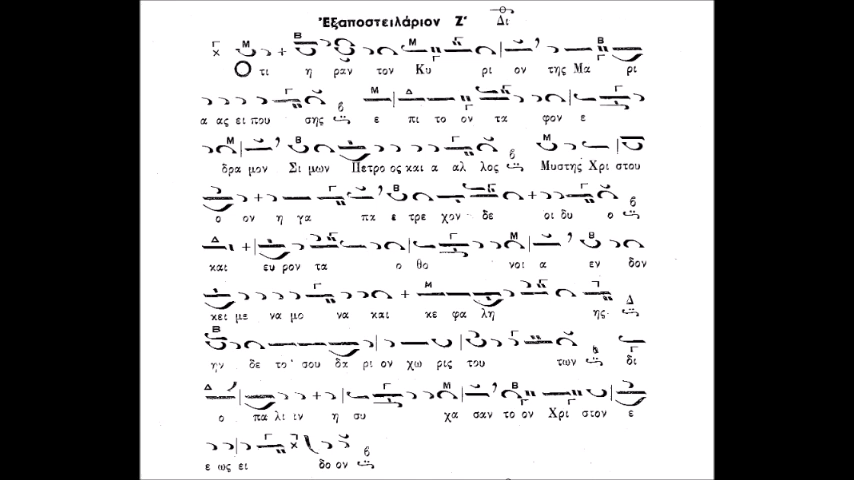 Ἐξαποστειλάριον Ζ' Δι
Ο τι η ραν τον Κυ ρι ον της Μα ρι
α ας ει που σης ε πι το ον τα φον ε
δρα μον Σι μων Πετρο ος και α αλ λος Μυστης Χρι στου
ο ον η γα πα ε τρε χον δε οι δυ ο
και ευ ρον τα ο θο νοι α εν δον
κει με να μο να και κε φα λη ης
ην δε το σου δα ρι ον χω ρις του των δι
ο πα λι ιν η συ χα σαν το ον Χρι στον ε
ε ως ει δο ον